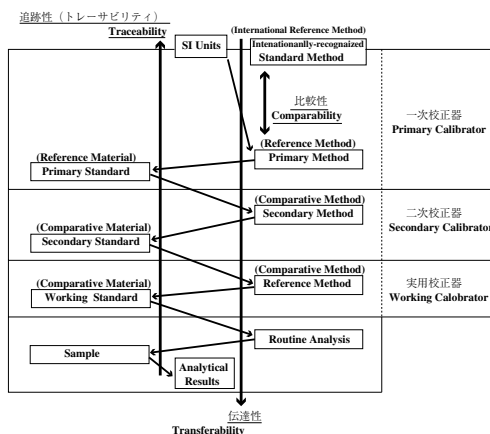 追跡性（トレーサビリティ）
Traceability
(International Reference Method)
SI Units
Intenationanlly-recognaized
Standard Method
比較性
Comparability
一次校正器
Primary Calibrator
(Reference Material)
Primary Standard
(Reference Method)
Primary Method
(Comparative Method)
Secondary Method
二次校正器
Secondary Calibrator
(Comparative Material)
Secondary Standard
(Comparative Method)
Reference Method
実用校正器
Working Calobrator
(Comparative Material)
Working Standard
Routine Analysis
Sample
Analytical
Results
伝達性
Transferability